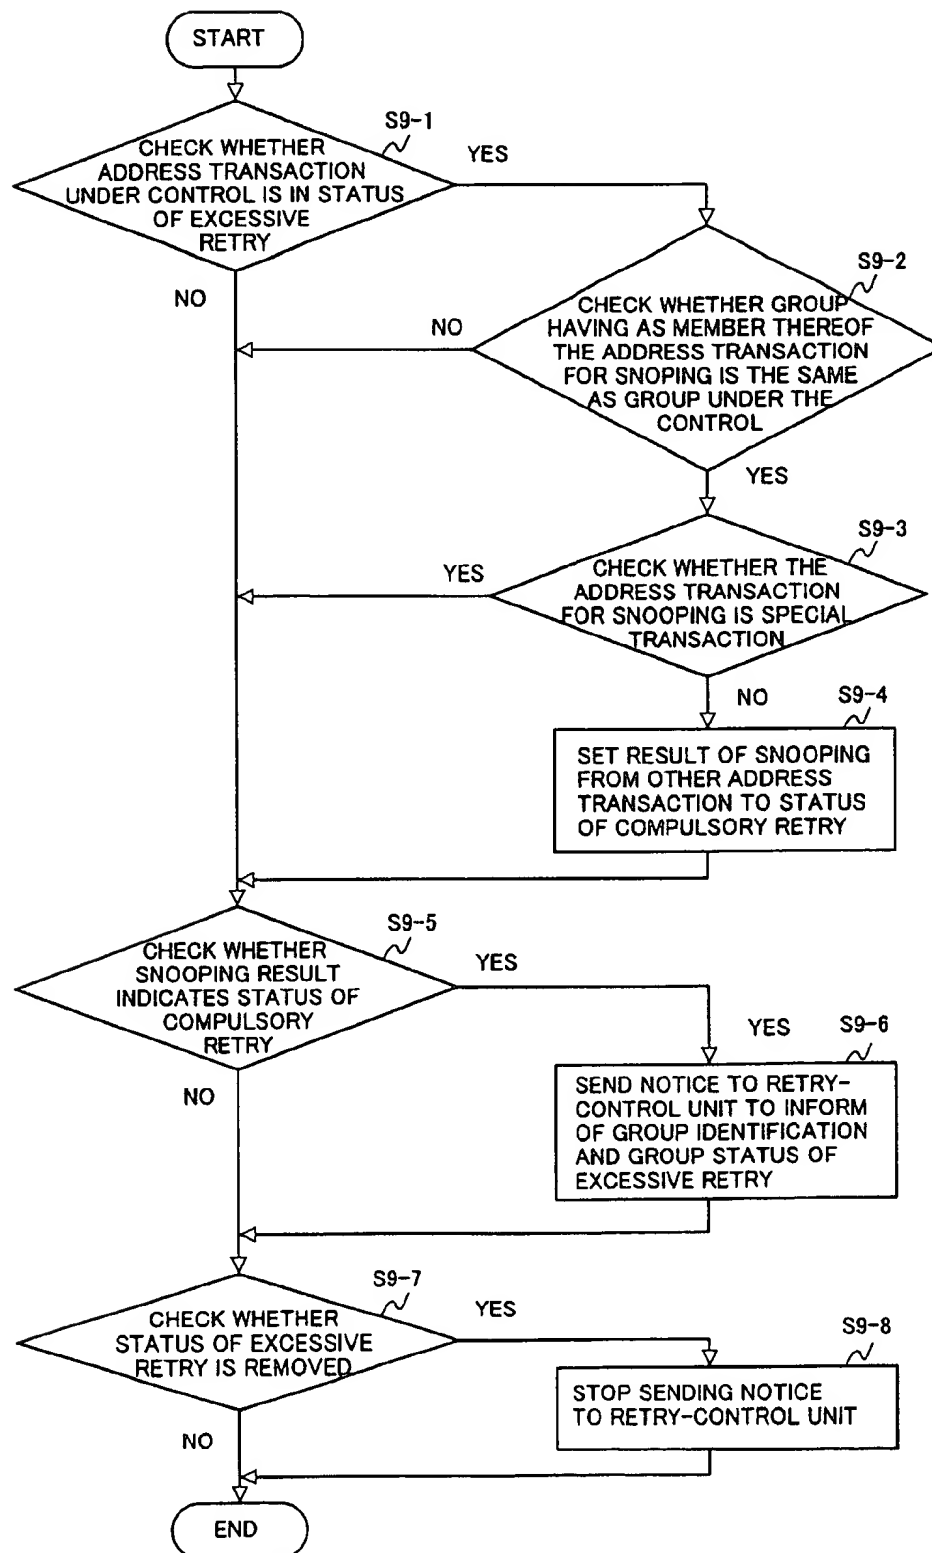 START
S9-1
CHECK WHETHER
ADDRESS TRANSACTION
UNDER CONTROL IS IN STATUS
OF EXCESSIVE
RETRY
YES
NO
S9-2
CHECK WHETHER GROUP
HAVING AS MEMBER THEREOF
THE ADDRESS TRANSACTION
FOR SNOPING IS THE SAME
AS GROUP UNDER THE
CONTROL
NO
YES
S9-3
CHECK WHETHER THE
ADDRESS TRANSACTION
FOR SNOOPING IS SPECIAL
TRANSACTION
YES
NO
S9-4
SET RESULT OF SNOOPING
FROM OTHER ADDRESS
TRANSACTION TO STATUS
OF COMPULSORY RETRY
S9-5
CHECK WHETHER
SNOOPING RESULT
INDICATES STATUS OF
COMPULSORY
RETRY
YES
NO
YES
S9-6
SEND NOTICE TO RETRY-
CONTROL UNIT TO INFORM
OF GROUP IDENTIFICATION
AND GROUP STATUS OF
EXCESSIVE RETRY
S9-7
CHECK WHETHER
STATUS OF EXCESSIVE
RETRY IS REMOVED
YES
NO
S9-8
STOP SENDING NOTICE
TO RETRY-CONTROL UNIT
END